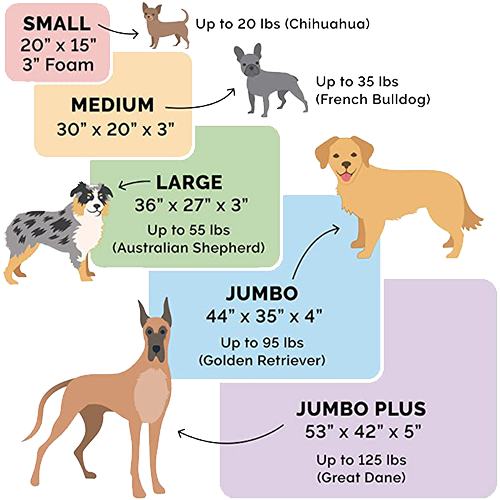 SMALL
20” x 15”
3” Foam
Up to 20 lbs (Chihuahua)
MEDIUM
30” x 20” x 3”
Up to 35 lbs
(French Bulldog)
LARGE
36” x 27” x 3”
Up to 55 lbs
(Australian Shepherd)
JUMBO
44” x 35” x 4”
Up to 95 lbs
(Golden Retriever)
JUMBO PLUS
53” x 42” x 5”
Up to 125 lbs
(Great Dane)